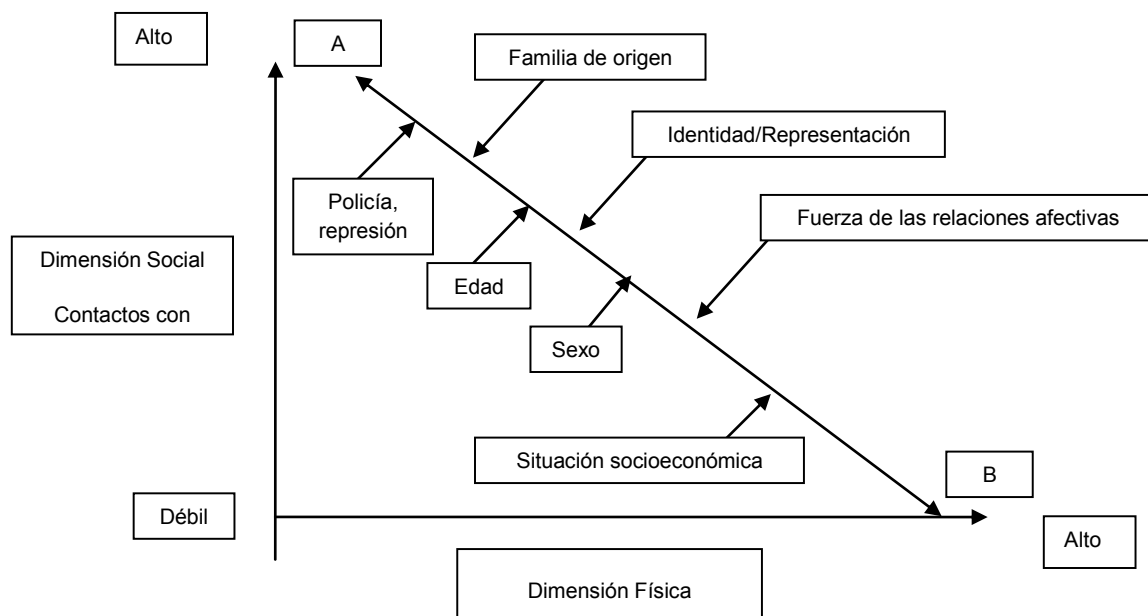 Alto
A
Familia de origen
Identidad/Representación
Policía,
represión
Fuerza de las relaciones afectivas
Dimensión Social
Contactos con
Edad
Sexo
Situación socioeconómica
B
Débil
Alto
Dimensión Física